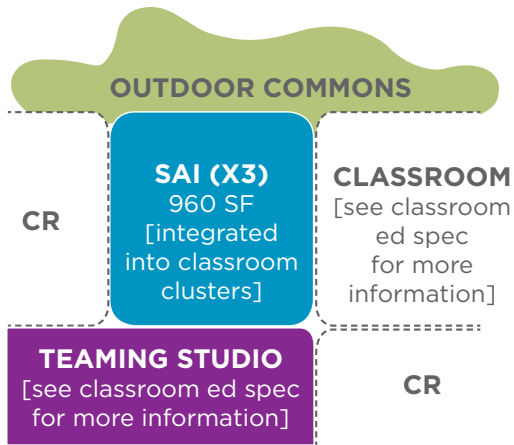 OUTDOOR COMMONS
CR
SAI (X3)
960 SF
[integrated
into classroom
clusters]
CLASSROOM
[see classroom
ed spec
for more
information]
TEAMING STUDIO
[see classroom ed spec
for more information]
CR